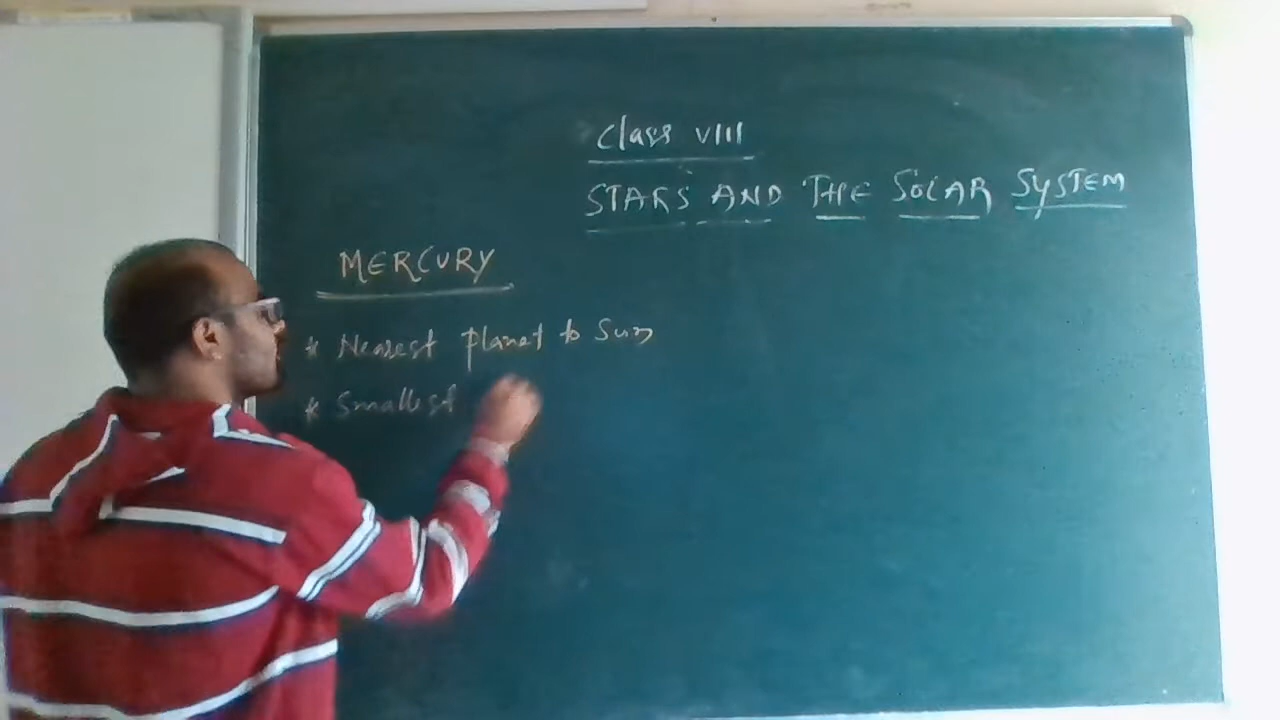 Class VIII
STARS AND THE SOLAR SYSTEM
MERCURY
* Nearest planet to Sun
* Smallest